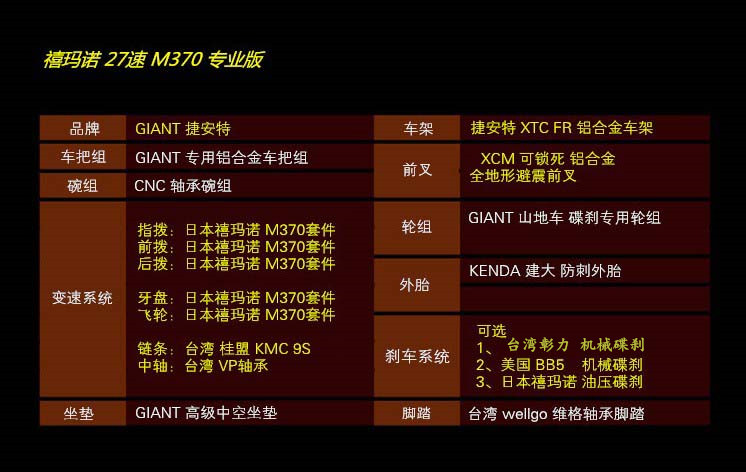 禧玛诺 27速 M370 专业版
品牌
GIANT 捷安特
车架
捷安特 XTC FR 铝合金车架
车把组
GIANT 专用铝合金车把组
前叉
XCM 可锁死 铝合金
全地形避震前叉
碗组
CNC 轴承碗组
变速系统
指拨：日本禧玛诺 M370套件
前拨：日本禧玛诺 M370套件
后拨：日本禧玛诺 M370套件
牙盘：日本禧玛诺 M370套件
飞轮：日本禧玛诺 M370套件
链条：台湾 桂盟 KMC 9S
中轴：台湾 VP轴承
轮组
GIANT 山地车 碟刹专用轮组
外胎
KENDA 建大 防刺外胎
刹车系统
可选
1、 台湾彰力 机械碟刹
2、美国 BB5 机械碟刹
3、日本禧玛诺 油压碟刹
坐垫
GIANT 高级中空坐垫
脚踏
台湾 wellgo 维格轴承脚踏